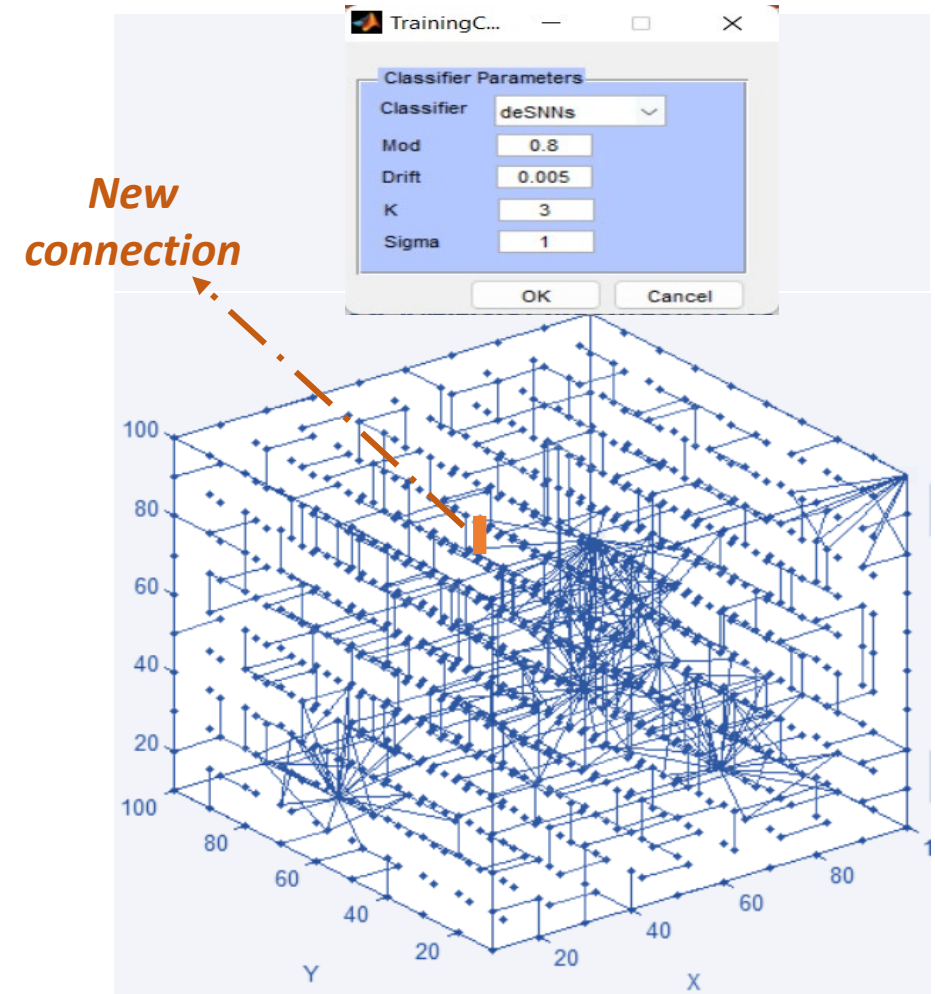 TrainingC...
Classifier Parameters
Classifier deSNNs
Mod 0.8
Drift 0.005
K 3
Sigma 1
OK Cancel
New
connection
100
80
60
40
20
100
80
60
40
20
Y
20
40
60
80
1
X